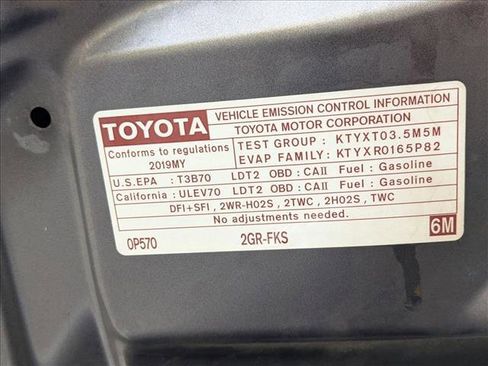 TOYOTA
VEHICLE EMISSION CONTROL INFORMATION
TOYOTA MOTOR CORPORATION
Conforms to regulations
2019MY
TEST GROUP : KTYXT03.5M5M
EVAP FAMILY: KTYXR0165P82
U.S.EPA : T3B70 LDT2 OBD : CAII Fuel : Gasoline
California : ULEV70 LDT2 OBD : CAII Fuel : Gasoline
DFI+SFI , 2WR-HO2S , 2TWC , 2HO2S , TWC
No adjustments needed.
0P570 2GR-FKS 6M